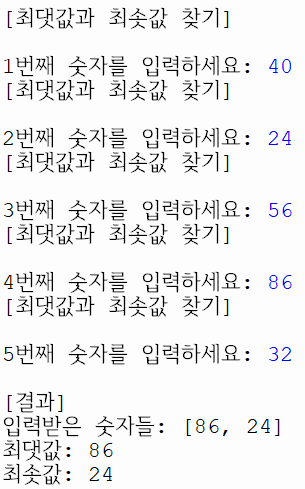 [최댓값과 최솟값 찾기]
1번째 숫자를 입력하세요: 40
[최댓값과 최솟값 찾기]
2번째 숫자를 입력하세요: 24
[최댓값과 최솟값 찾기]
3번째 숫자를 입력하세요: 56
[최댓값과 최솟값 찾기]
4번째 숫자를 입력하세요: 86
[최댓값과 최솟값 찾기]
5번째 숫자를 입력하세요: 32
[결과]
입력받은 숫자들: [86, 24]
최댓값: 86
최솟값: 24